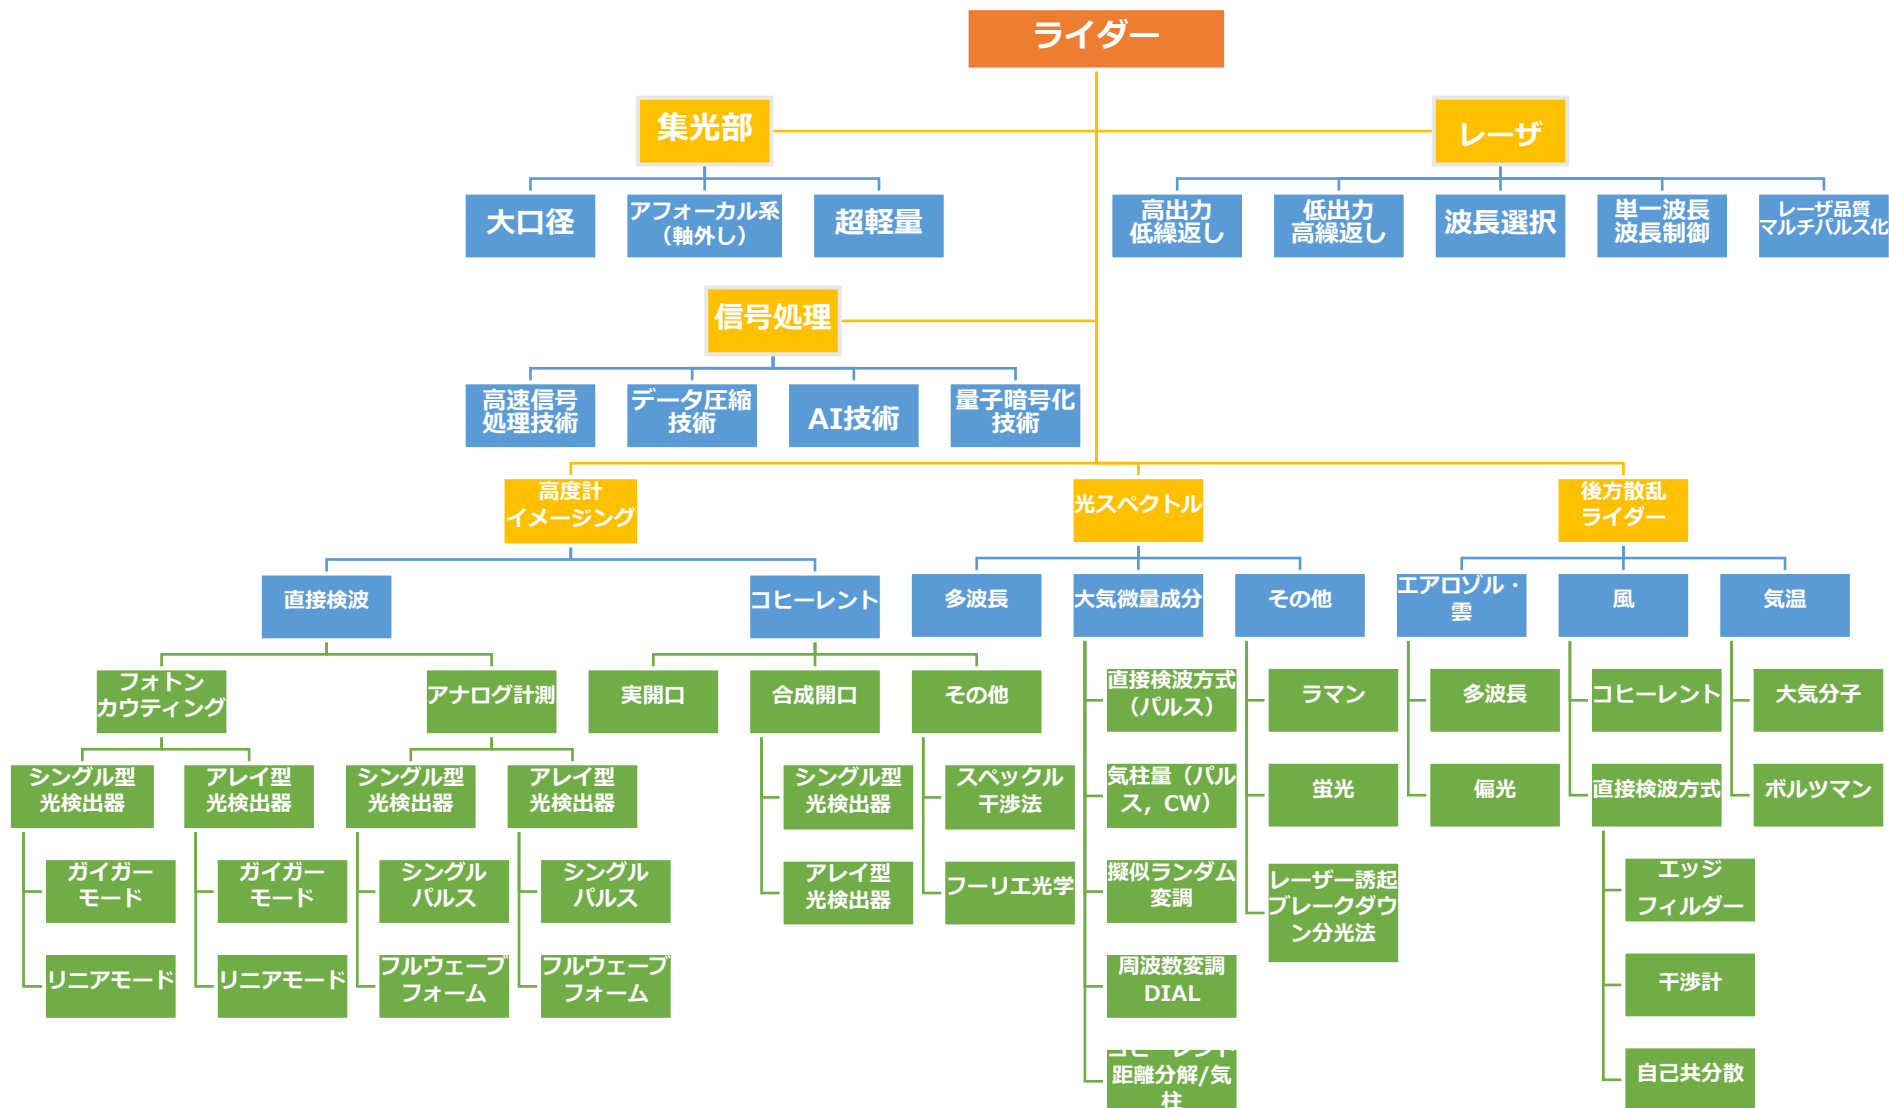 ライダー
集光部
レーザ
大口径
アフォーカル系
（軸外し）
超軽量
高出力
低繰返し
低出力
高繰返し
波長選択
単一波長
波長制御
レーザ品質
マルチパルス化
信号処理
高速信号
処理技術
データ圧縮
技術
AI技術
量子暗号化
技術
高度計
イメージング
光スペクトル
後方散乱
ライダー
直接検波
コヒーレント
多波長
大気微量成分
その他
エアロゾル・
雲
風
気温
フォトン
カウティング
アナログ計測
実開口
合成開口
その他
直接検波方式
（パルス）
ラマン
多波長
コヒーレント
大気分子
シングル型
光検出器
アレイ型
光検出器
シングル型
光検出器
アレイ型
光検出器
シングル型
光検出器
スペックル
干渉法
気柱量（パル
ス，CW）
蛍光
偏光
直接検波方式
ボルツマン
ガイガー
モード
ガイガー
モード
シングル
パルス
シングル
パルス
アレイ型
光検出器
フーリエ光学
擬似ランダム
変調
レーザー誘起
ブレークダウ
ン分光法
エッジ
フィルダー
リニアモード
リニアモード
フルウェーブ
フォーム
フルウェーブ
フォーム
周波数変調
DIAL
干渉計
コヒーレント
距離分解/気
柱
自己共分散